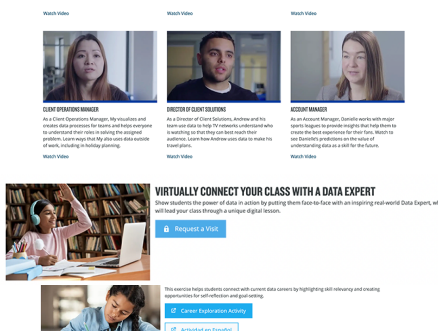 Watch Video
Watch Video
Watch Video
CLIENT OPERATIONS MANAGER
As a Client Operations Manager, My visualizes and
creates data processes for teams and helps everyone
to understand their roles in solving the assigned
problem. Learn ways that My also uses data outside
of work, including in holiday planning.
Watch Video
DIRECTOR OF CLIENT SOLUTIONS
As a Director of Client Solutions, Andrew and his
team use data to help TV networks understand who
is watching so that they can best reach their
audience. Learn how Andrew uses data to make his
travel plans.
Watch Video
ACCOUNT MANAGER
As an Account Manager, Danielle works with major
sports leagues to provide insights that help them to
create the best experience for their fans. Watch
to see Danielle's predictions on the value of
understanding data as a skill for the future.
Watch Video
VIRTUALLY CONNECT YOUR CLASS WITH A DATA EXPERT
Show students the power of data in action by putting them face-to-face with an inspiring real-world Data Expert,
will lead your class through a unique digital lesson.
Request a Visit
This exercise helps students connect with current data careers by highlighting skill relevancy and creating
opportunities for self-reflection and goal setting.
Career Exploration Activity
Actividad en Español